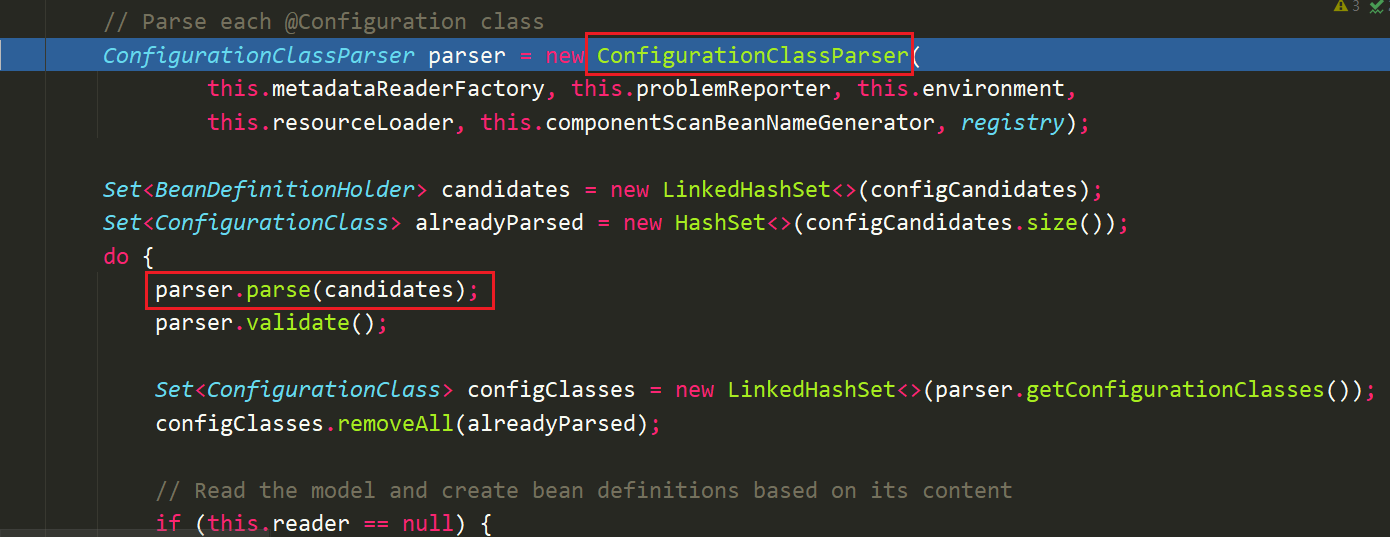 // Parse each @Configuration class
3
ConfigurationClassParser parser = new ConfigurationClassParser(
this.metadataReaderFactory, this.problemReporter, this.environment,
this.resourceLoader, this.componentScanBeanNameGenerator, registry);
Set<BeanDefinitionHolder> candidates = new LinkedHashSet<>(configCandidates);
Set<ConfigurationClass> alreadyParsed = new HashSet<>(configCandidates.size());
do {
parser.parse(candidates);
parser.validate();
Set<ConfigurationClass> configClasses = new LinkedHashSet<>(parser.getConfigurationClasses());
configClasses.removeAll(alreadyParsed);
// Read the model and create bean definitions based on its content
if (this.reader == null) {